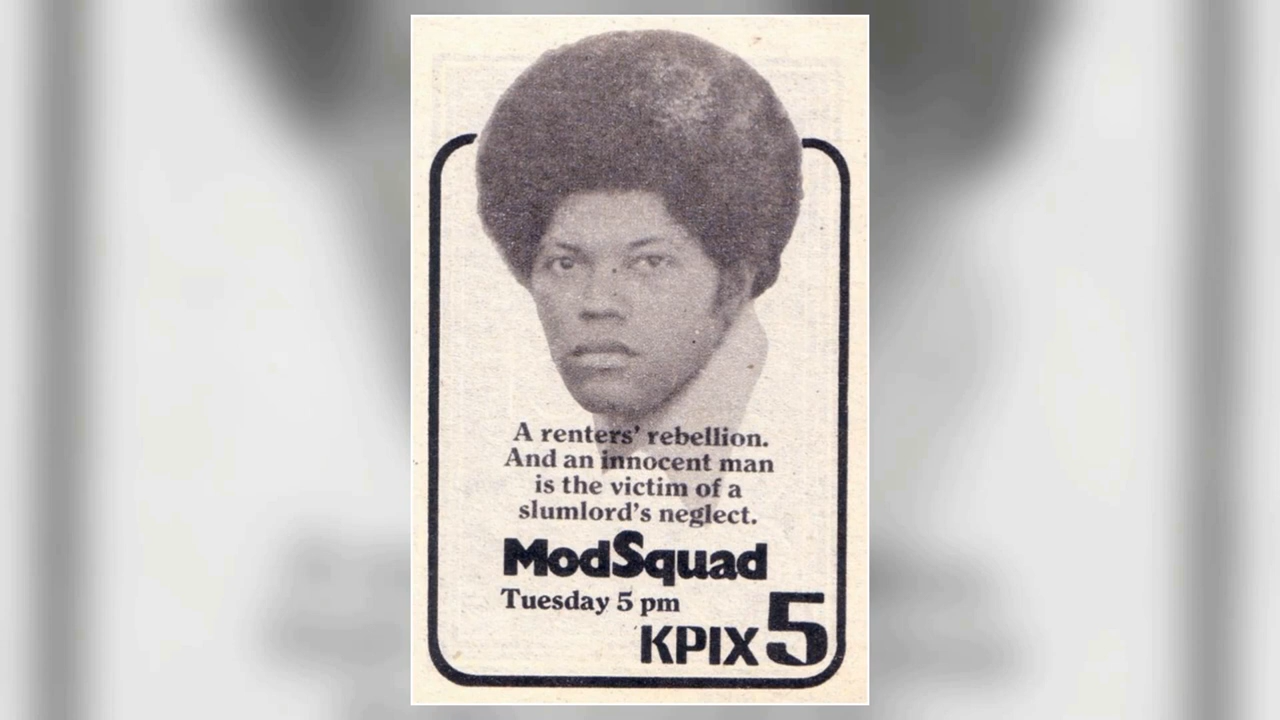 A renters' rebellion.
And an innocent man
is the victim of a
slumlord's neglect.
ModSquad
Tuesday 5 pm
KPIX 5